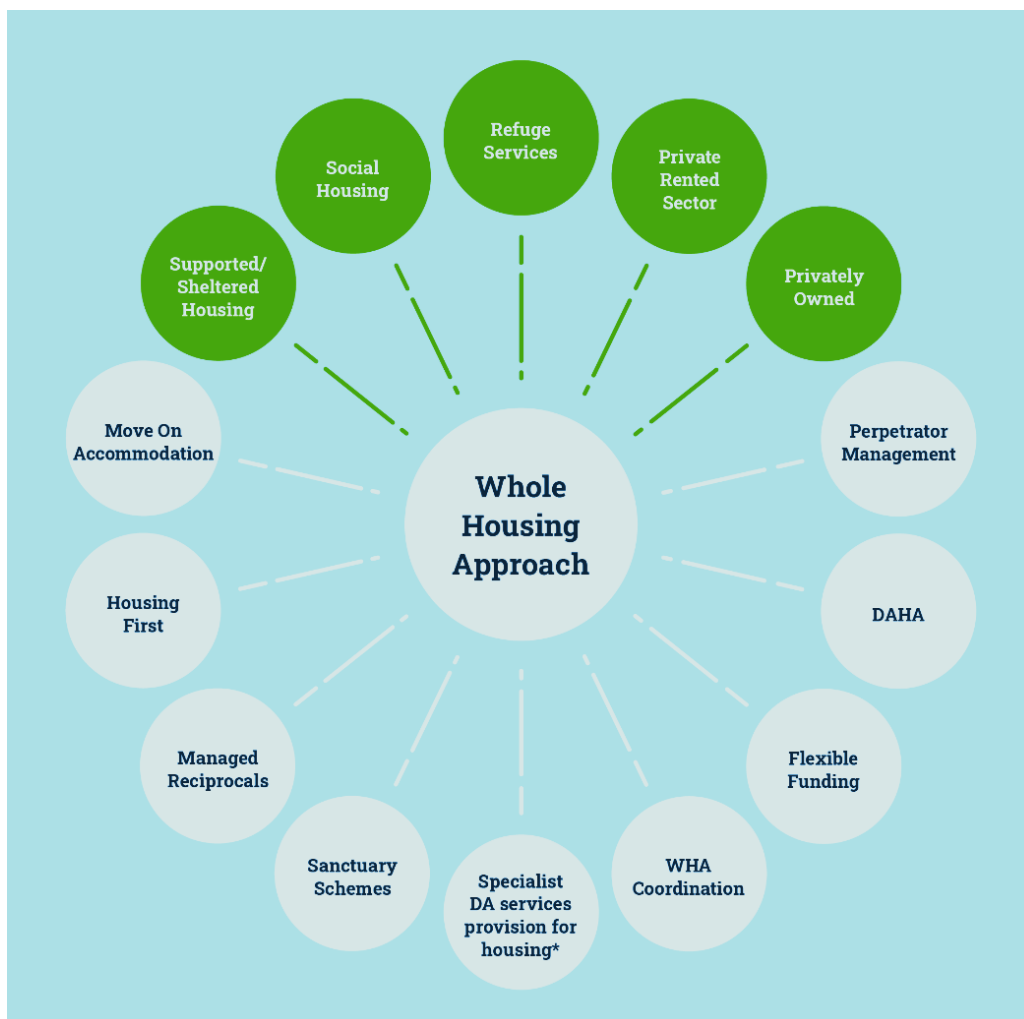 Refuge
Services
Social
Housing
Private
Rented
Sector
Supported/
Sheltered
Housing
Privately
Owned
Move On
Accommodation
Perpetrator
Management
Whole
Housing
Approach
Housing
First
DAHA
Managed
Reciprocals
Flexible
Funding
Sanctuary
Schemes
Specialist
DA services
provision for
housing*
WHA
Coordination